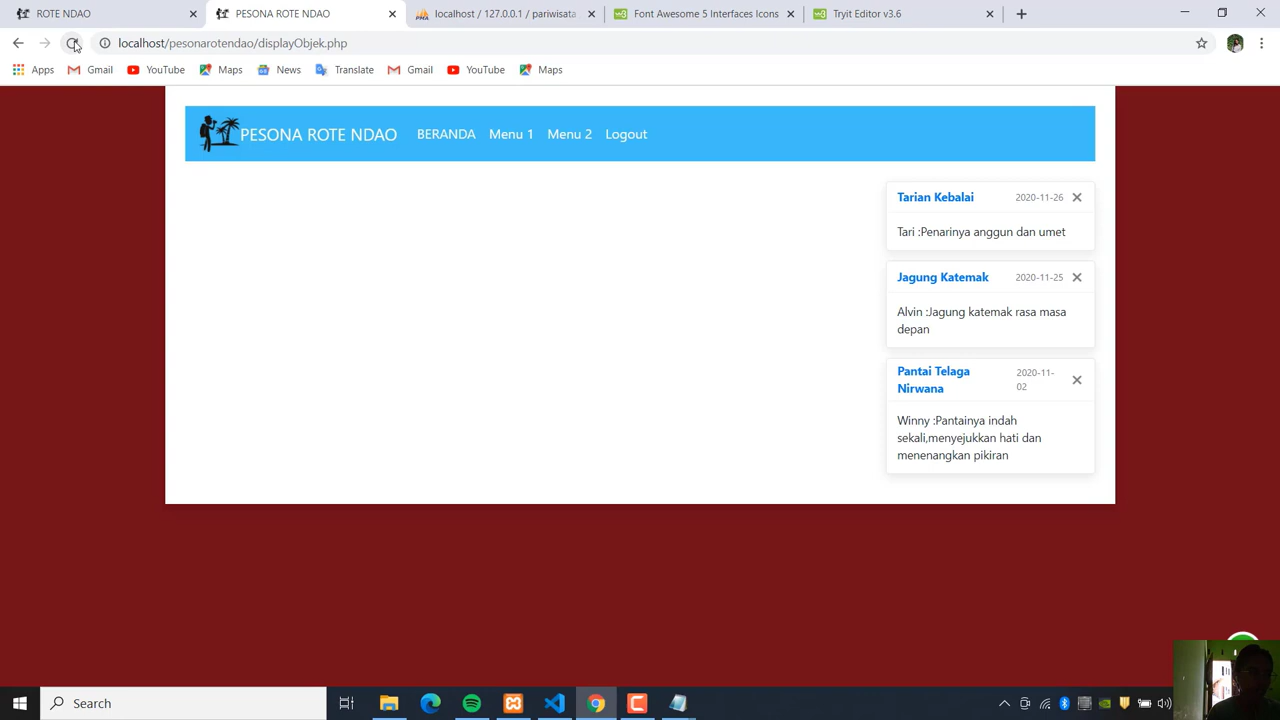 ROTE NDAO
PESONA ROTE NDAO
localhost / 127.0.0.1 / pariwisata
Font Awesome 5 Interfaces Icons
Tryit Editor v3.6
localhost/pesonarotendao/displayObjek.php
Apps
Gmail
YouTube
Maps
News
Translate
Gmail
YouTube
Maps
PESONA ROTE NDAO
BERANDA
Menu 1
Menu 2
Logout
Tarian Kebalai
2020-11-26
Tari :Penarinya anggun dan umet
Jagung Katemak
2020-11-25
Alvin :Jagung katemak rasa masa
depan
Pantai Telaga
Nirwana
2020-11-
02
Winny :Pantainya indah
sekali,menyejukkan hati dan
menenangkan pikiran
Search